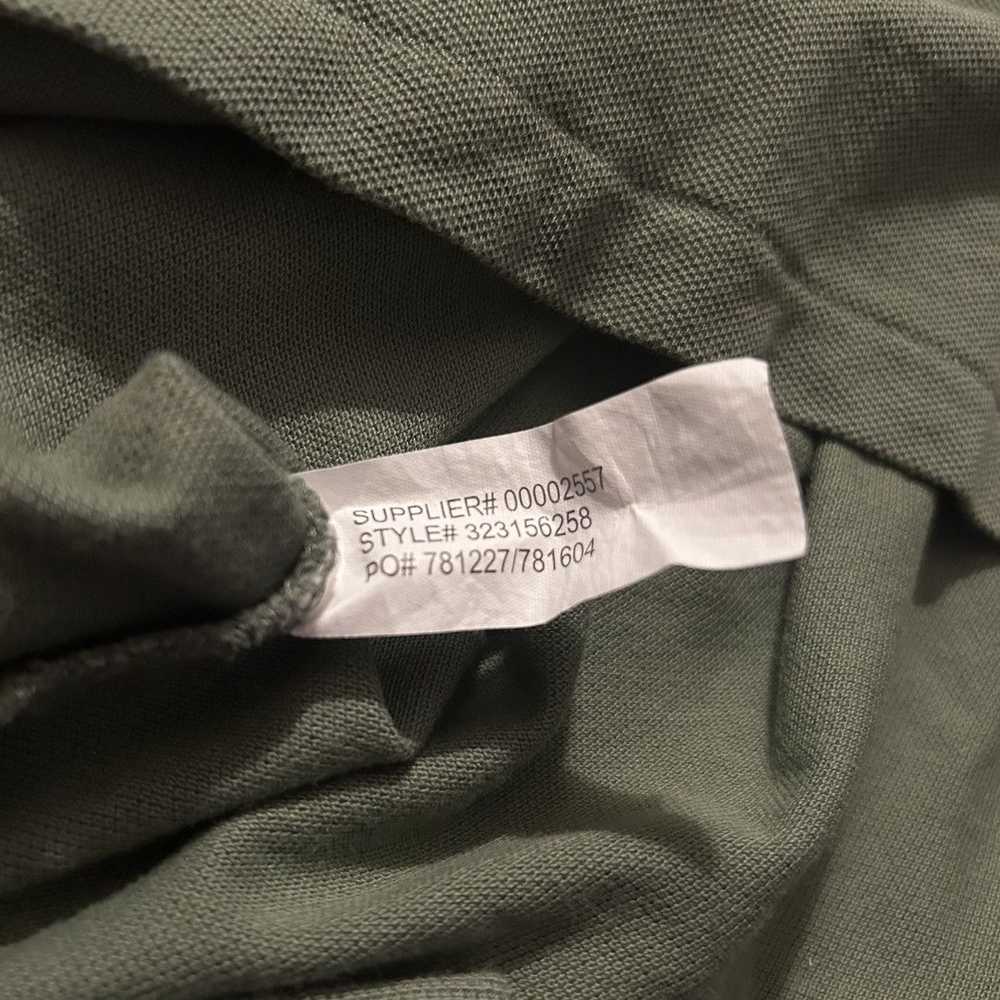 SUPPLIER# 00002557
STYLE# 323156258
PO# 781227/781604